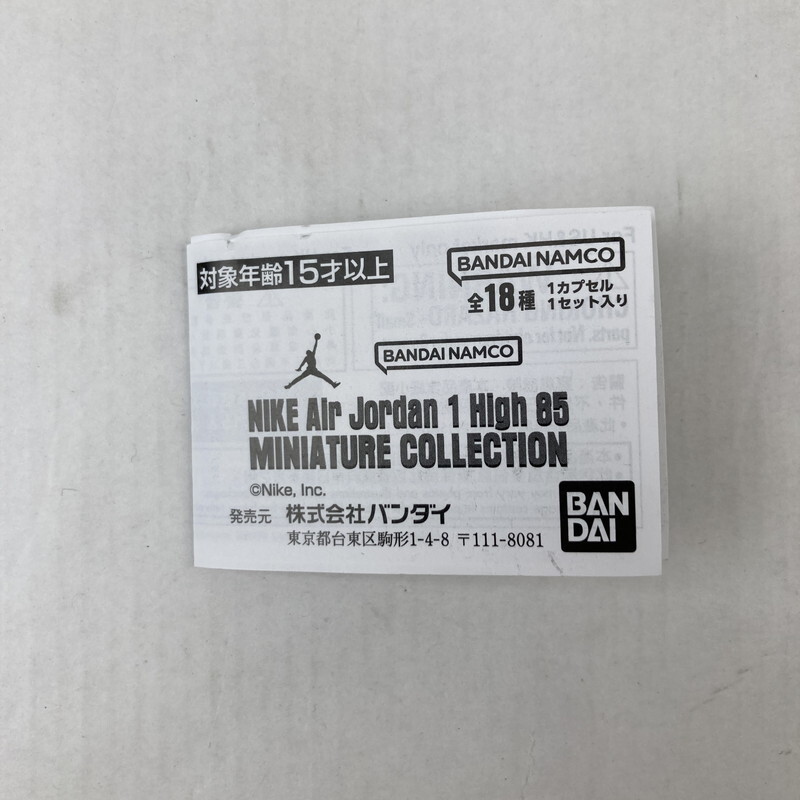 対象年齢15才以上
BANDAI NAMCO
全18種 1カプセル
1セット入り
BANDAI NAMCO
NIKE Air Jordan 1 High 85
MINIATURE COLLECTION
©Nike, Inc.
発売元 株式会社バンダイ
東京都台東区駒形1-4-8 〒111-8081
BAN
DAI